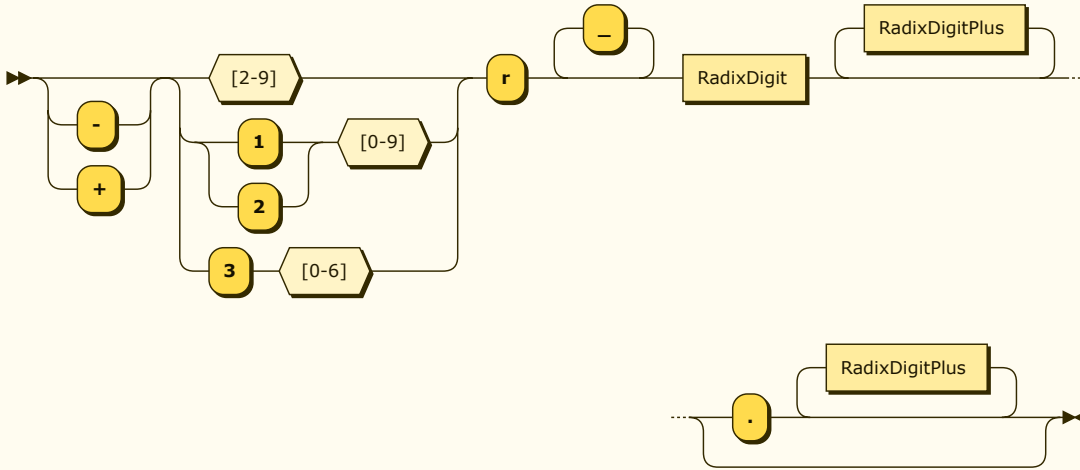 _
RadixDigitPlus
[2-9]
r
RadixDigit
-
1
[0-9]
+
2
3
[0-6]
RadixDigitPlus
.